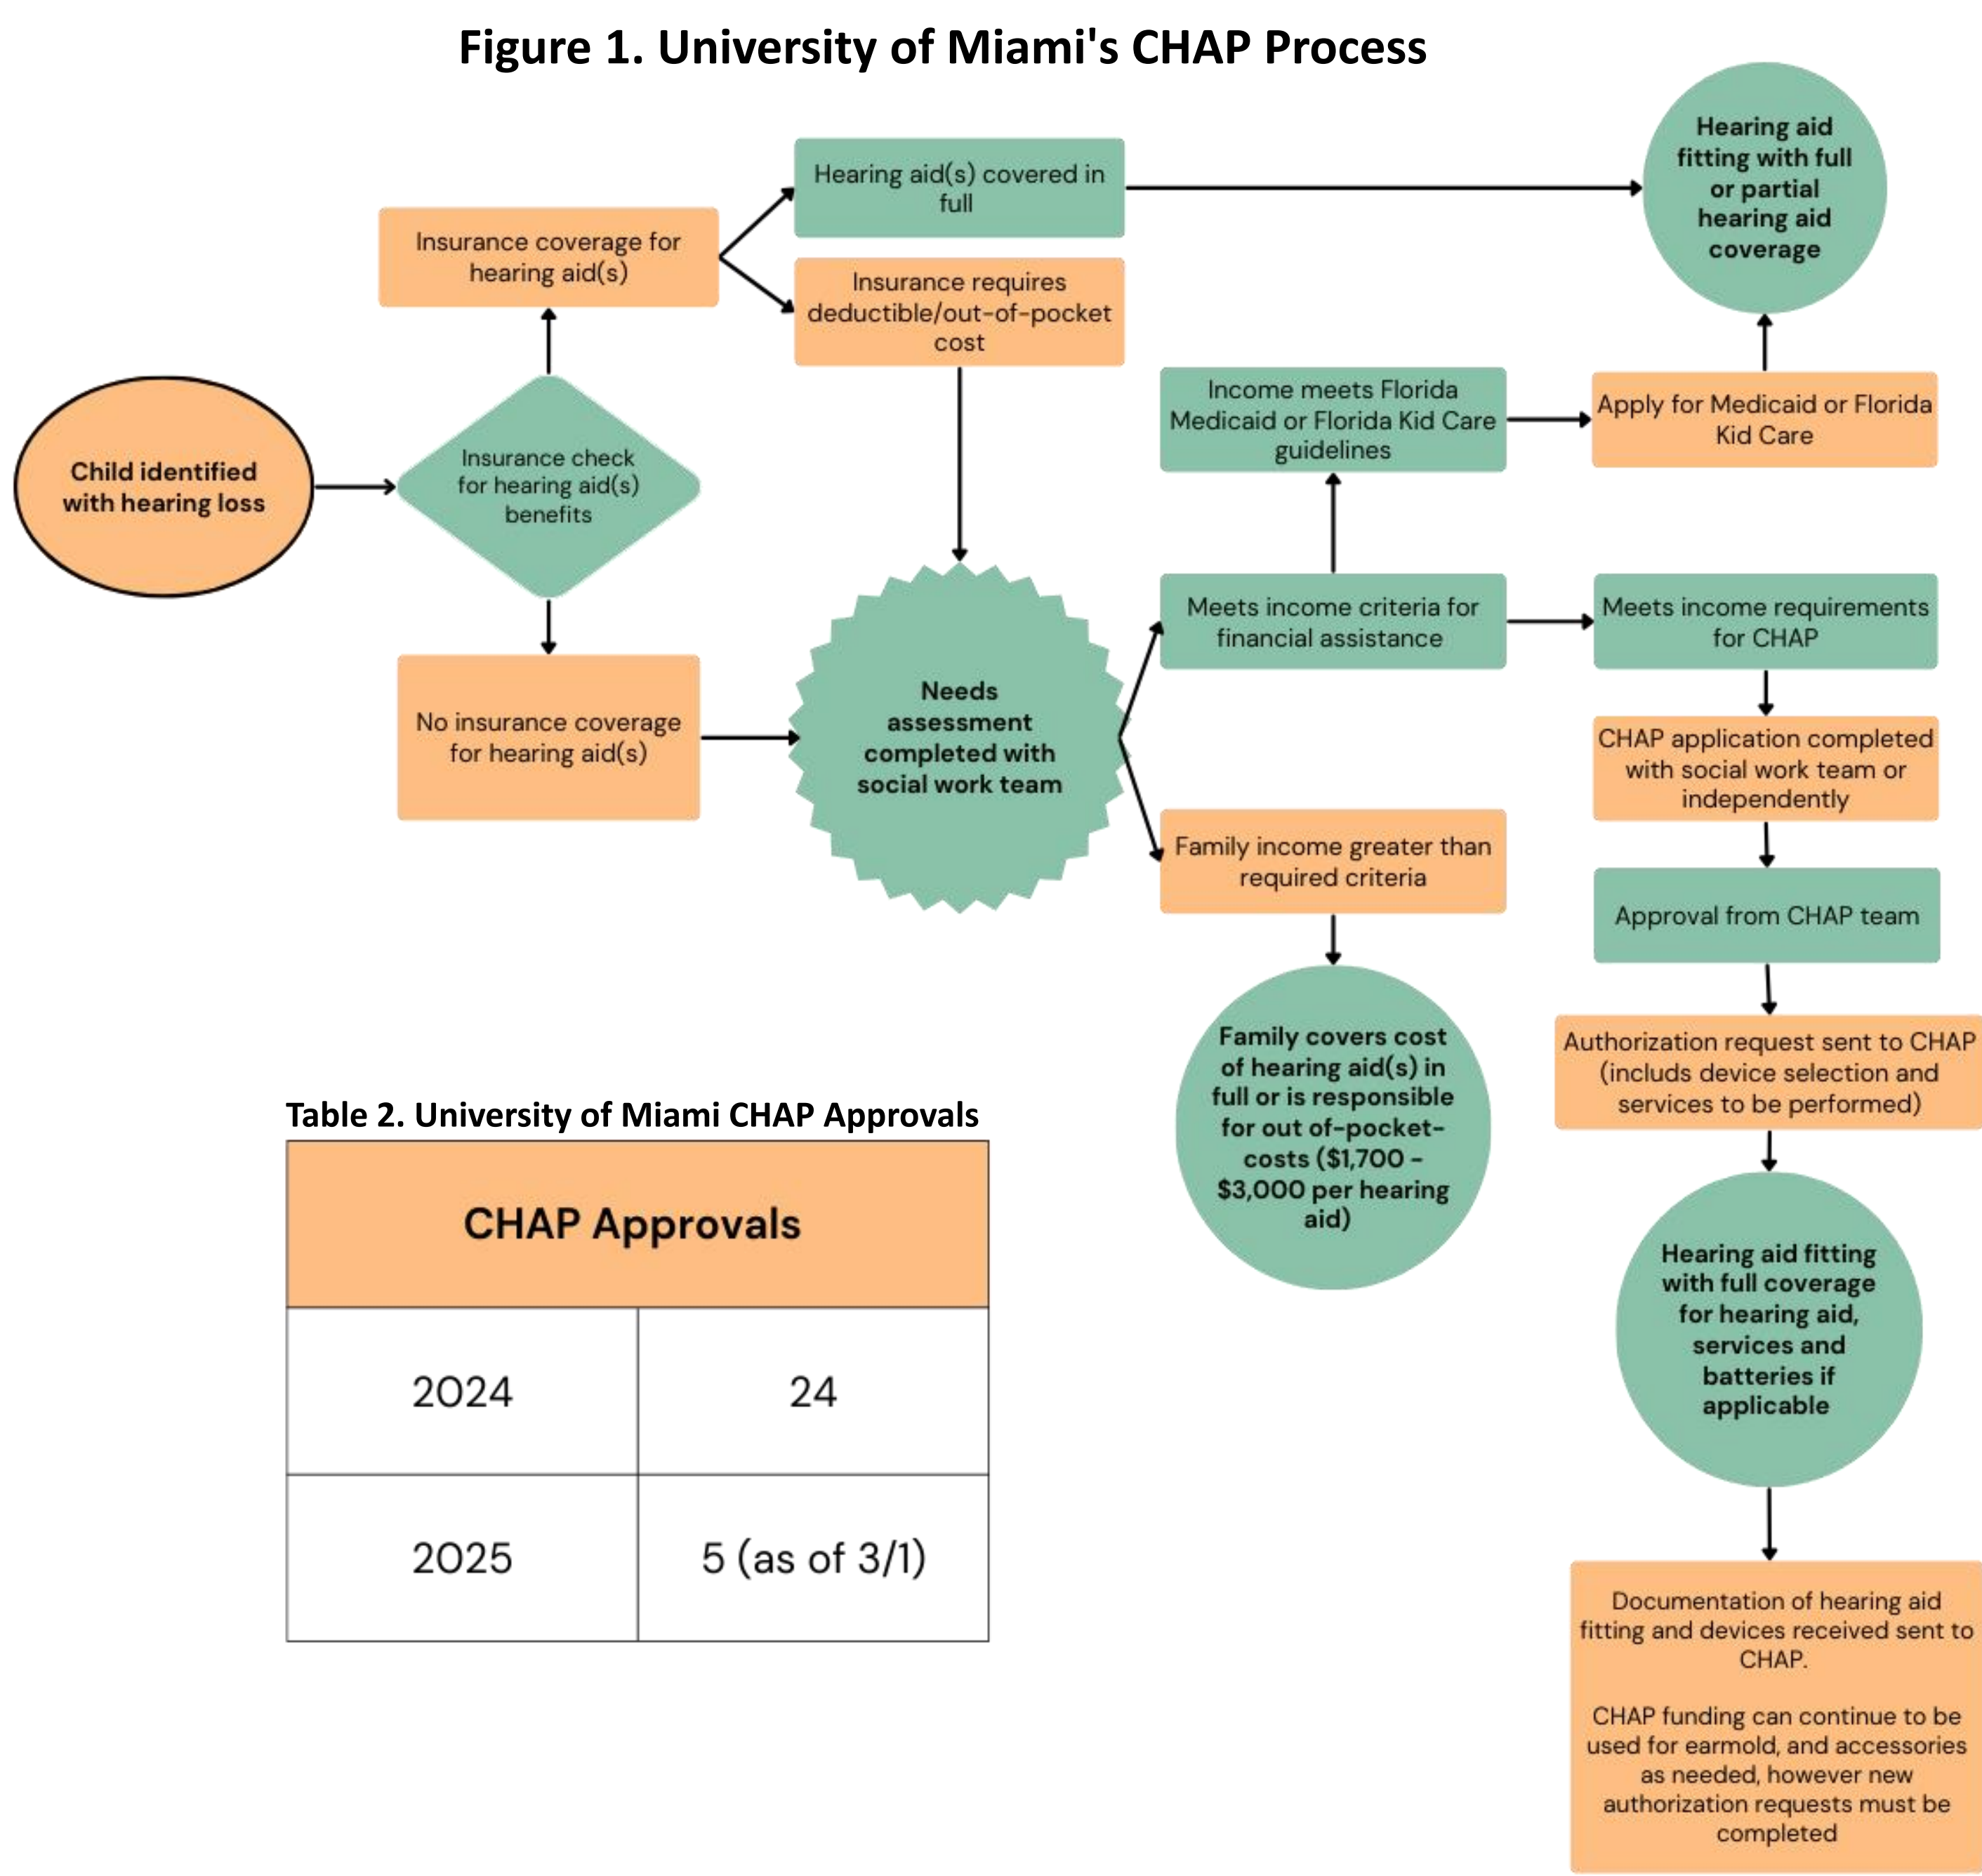 Figure 1. University of Miami's CHAP Process
Child identified
with hearing loss
Insurance check
for hearing aid(s)
benefits
Insurance coverage for
hearing aid(s)
No insurance coverage
for hearing aid(s)
Hearing aid(s) covered in
full
Insurance requires
deductible/out-of-pocket
cost
Hearing aid
fitting with full
or partial
hearing aid
coverage
Needs
assessment
completed with
social work team
Income meets Florida
Medicaid or Florida Kid Care
guidelines
Apply for Medicaid or Florida
Kid Care
Meets income criteria for
financial assistance
Meets income requirements
for CHAP
CHAP application completed
with social work team or
independently
Approval from CHAP team
Authorization request sent to CHAP
(includs device selection and
services to be performed)
Hearing aid fitting
with full coverage
for hearing aid,
services and
batteries if
applicable
Documentation of hearing aid
fitting and devices received sent to
CHAP.
CHAP funding can continue to be
used for earmold, and accessories
as needed, however new
authorization requests must be
completed
Family income greater than
required criteria
Family covers cost
of hearing aid(s) in
full or is responsible
for out of-pocket-
costs ($1,700 -
$3,000 per hearing
aid)
Table 2. University of Miami CHAP Approvals
CHAP Approvals
2024 24
2025 5 (as of 3/1)